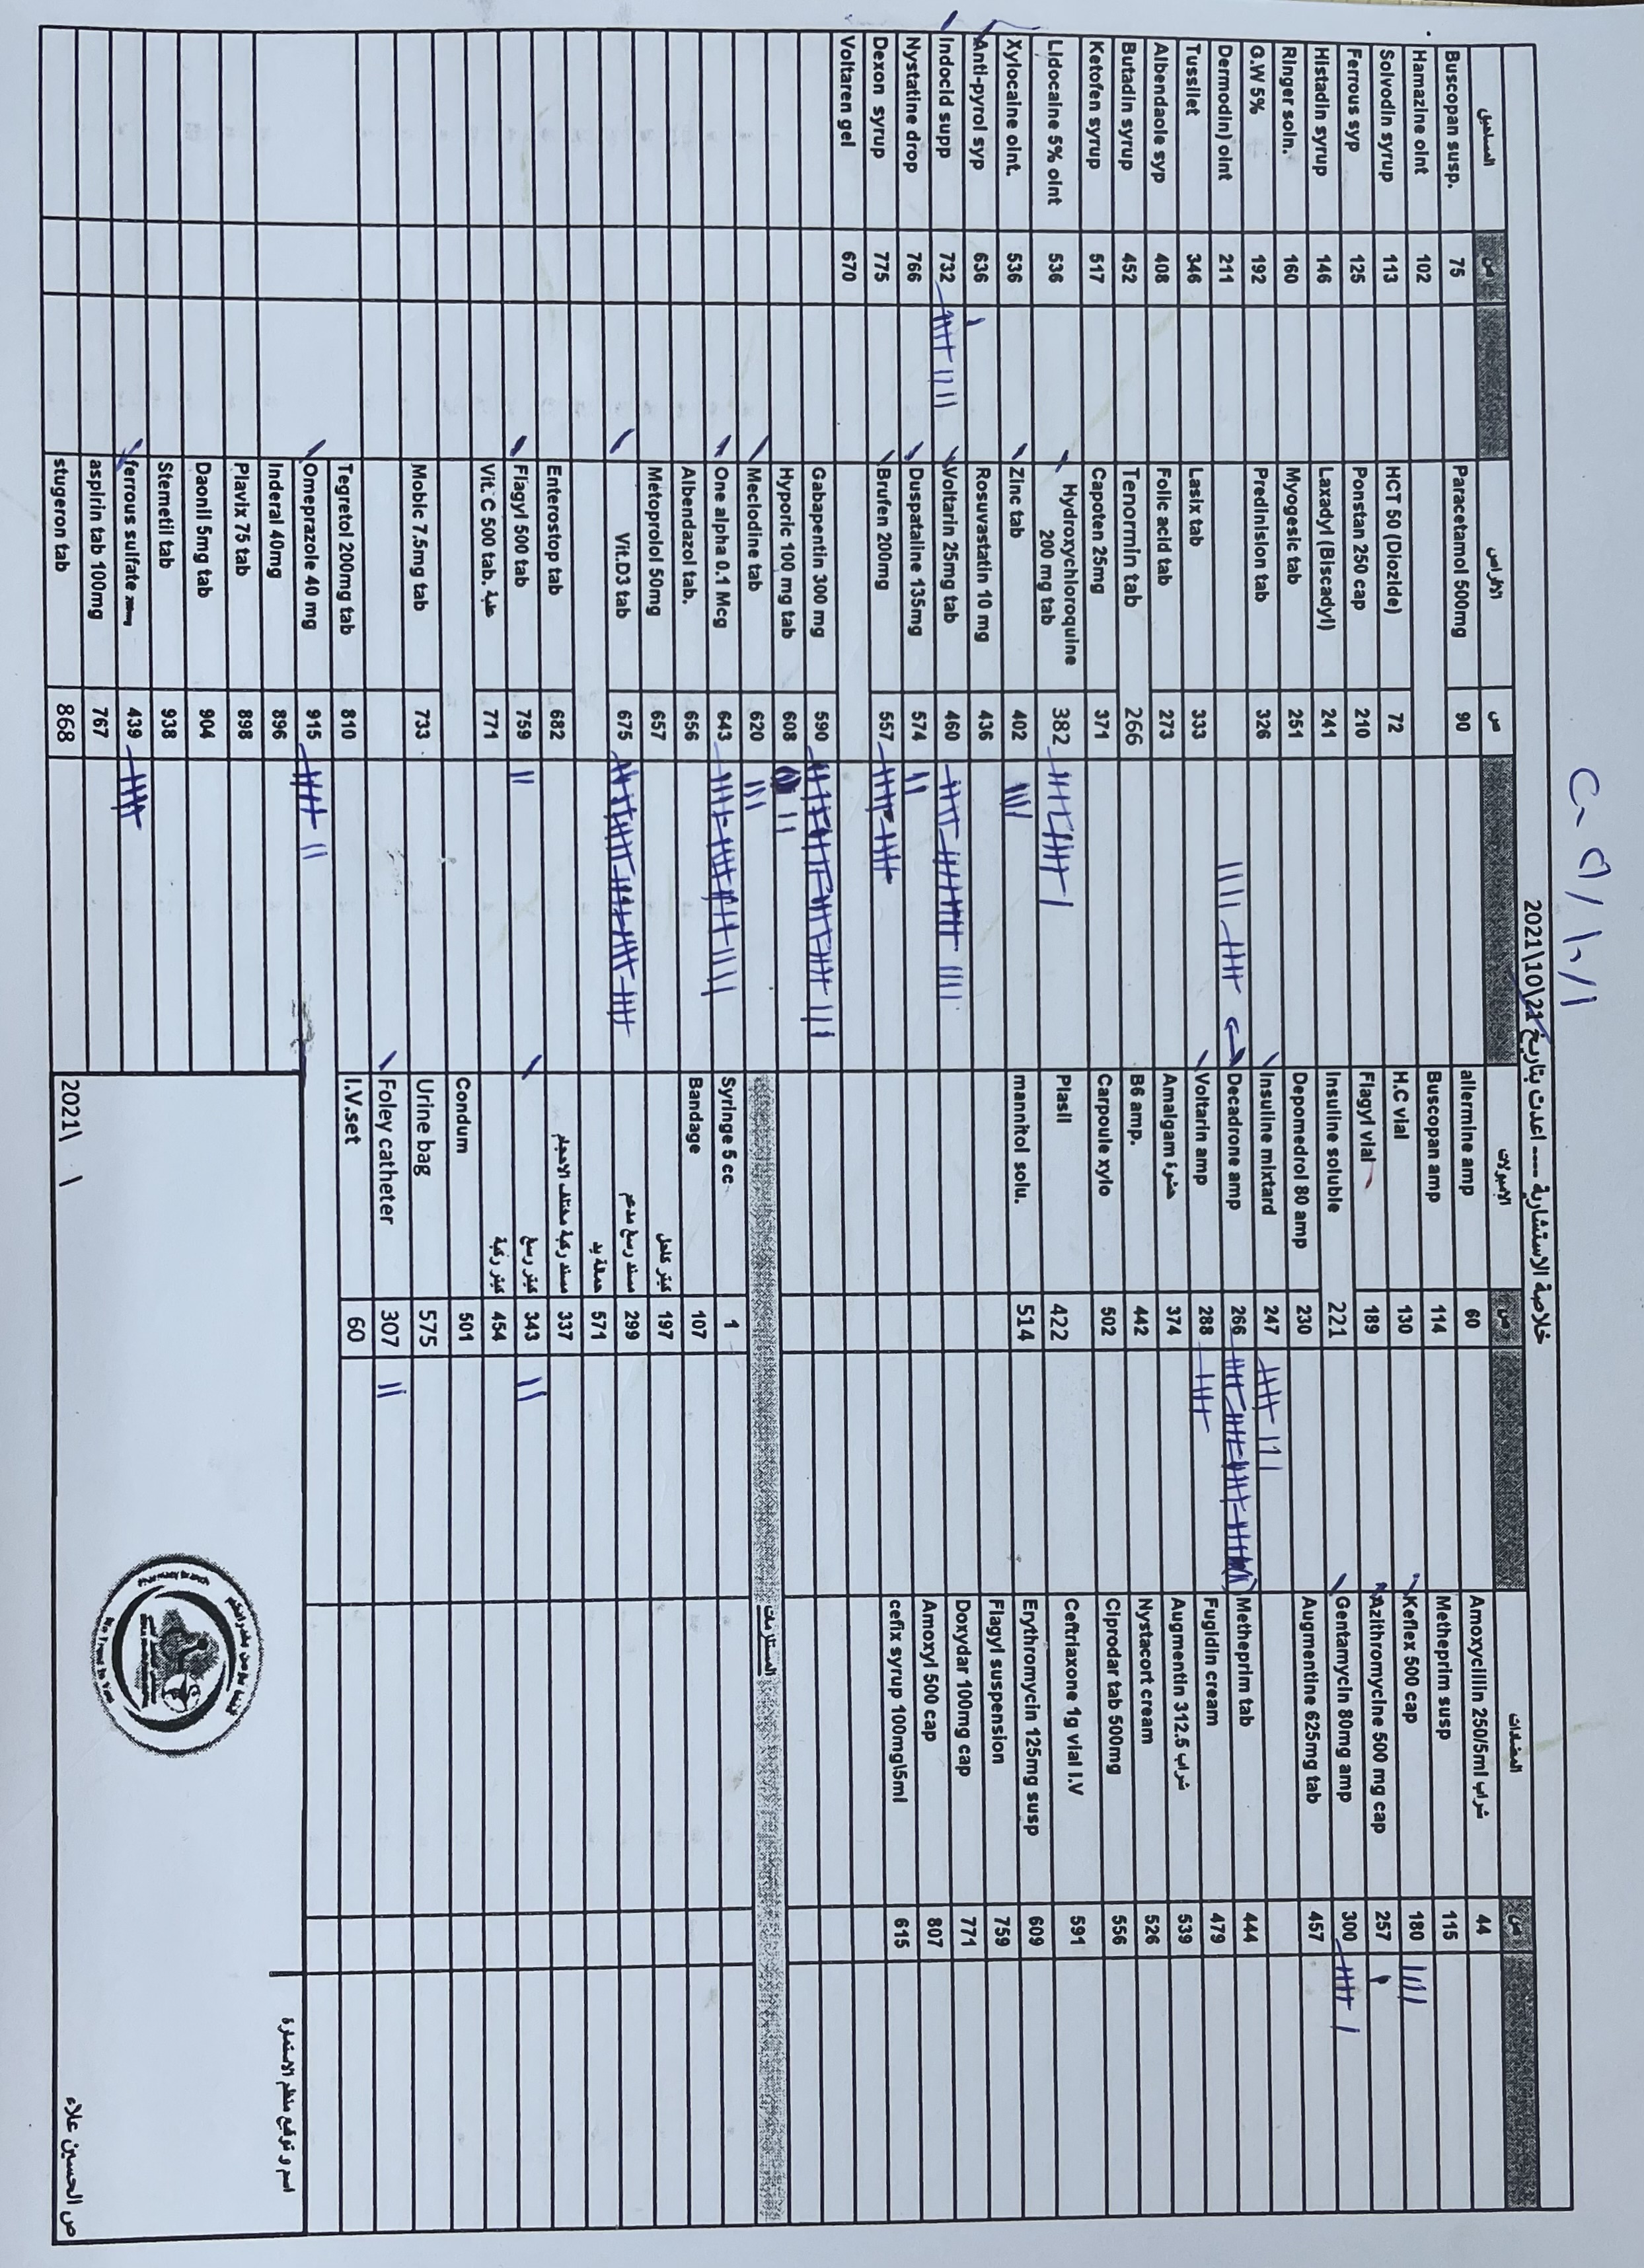 خلاصة الاستشارية ---- اعدت بتاريخ 21\10\2021
المساحيق ص الاقراص ص الامبولات ص المضادات ص
Buscopan susp. 75 Paracetamol 500mg 90 allermine amp 60 Amoxycillin 250/5ml شراب 44
Hamazine oint 102 Buscopan amp 114 Metheprim susp 115
Solvodin syrup 113 HCT 50 (Diozide) 72 H.C vial 130 Keflex 500 cap 180
Ferrous syp 125 Ponstan 250 cap 210 Flagyl vial 189 Azithromycine 500 mg cap 257
Histadin syrup 146 Laxadyl (Biscadyl) 241 Insuline soluble 221 Gentamycin 80mg amp 300
Ringer soln. 160 Myogesic tab 251 Depomedrol 80 amp 230 Augmentine 625mg tab 457
G.W 5% 192 Predinislon tab 326 Insuline mixtard 247
Dermodin) oint 211 Decadrone amp 266 Metheprim tab 444
Tussilet 346 Lasix tab 333 Voltarin amp 288 Fugidin cream 479
Albendaole syp 408 Folic acid tab 273 Amalgam حشوة 374 Augmentin 312.5 شراب 539
Butadin syrup 452 Tenormin tab 266 B6 amp. 442 Nystacort cream 526
Ketofen syrup 517 Capoten 25mg 371 Carpoule xylo 502 Ciprodar tab 500mg 556
Lidocaine 5% oint 536 Hydroxychloroquine 200 mg tab 382 Plasil 422 Ceftriaxone 1g vial I.V 591
Xylocaine oint. 536 Zinc tab 402 mannitol solu. 514 Erythromycin 125mg susp 609
Anti-pyrol syp 636 Rosuvastatin 10 mg 436 Flagyl suspension 759
Indocid supp 732 Voltarin 25mg tab 460 Doxydar 100mg cap 771
Nystatine drop 766 Duspataline 135mg 574 Amoxyl 500 cap 807
Dexon syrup 775 Brufen 200mg 557 cefix syrup 100mg\5ml 615
Voltaren gel 670
Gabapentin 300 mg 590
Hyporic 100 mg tab 608
Meclodine tab 620 المستلزمات
One alpha 0.1 Mcg 643 Syringe 5 cc 1
Albendazol tab. 656 Bandage 107
Metoprolol 50mg 657 كيتر كاحل 197
Vit.D3 tab 675 مسند رسغ مدعم 299
حمالة يد 571
Enterostop tab 682 مسند ركبة مختلف الاحجام 337
Flagyl 500 tab 759 كيتر رسغ 343
Vit. C 500 tab. علبة 771 كيتر ركبة 454
Condum 501
Mobic 7.5mg tab 733 Urine bag 575
Foley catheter 307
Tegretol 200mg tab 810 I.V.set 60
Omeprazole 40 mg 915
Inderal 40mg 896 اسم و توقيع منظم الاستمارة
Plavix 75 tab 898
Daonil 5mg tab 904
Stemetil tab 938
ferrous sulfate 439
aspirin tab 100mg 767
stugeron tab 868
We Trust In You
2021\ \
ص الحسين علاء